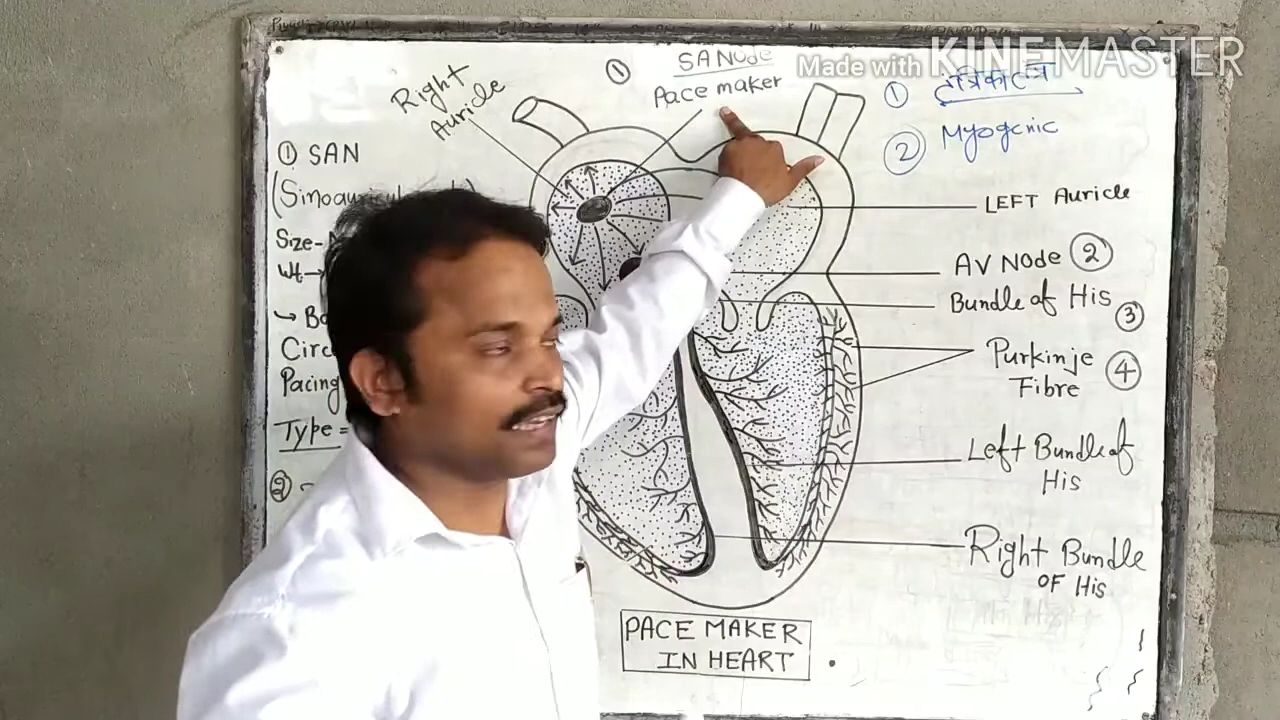 Made with KINEMASTER
① SA Node
Pace maker
Right
Auricle
① SAN
Size-
Wt→
Pacing
Type =
②
①
② Myogenic
LEFT Auricle
AV NODE ②
Bundle of His ③
Purkinje
Fibre ④
Left Bundle of
His
Right Bundle
OF His
PACE MAKER
IN HEART